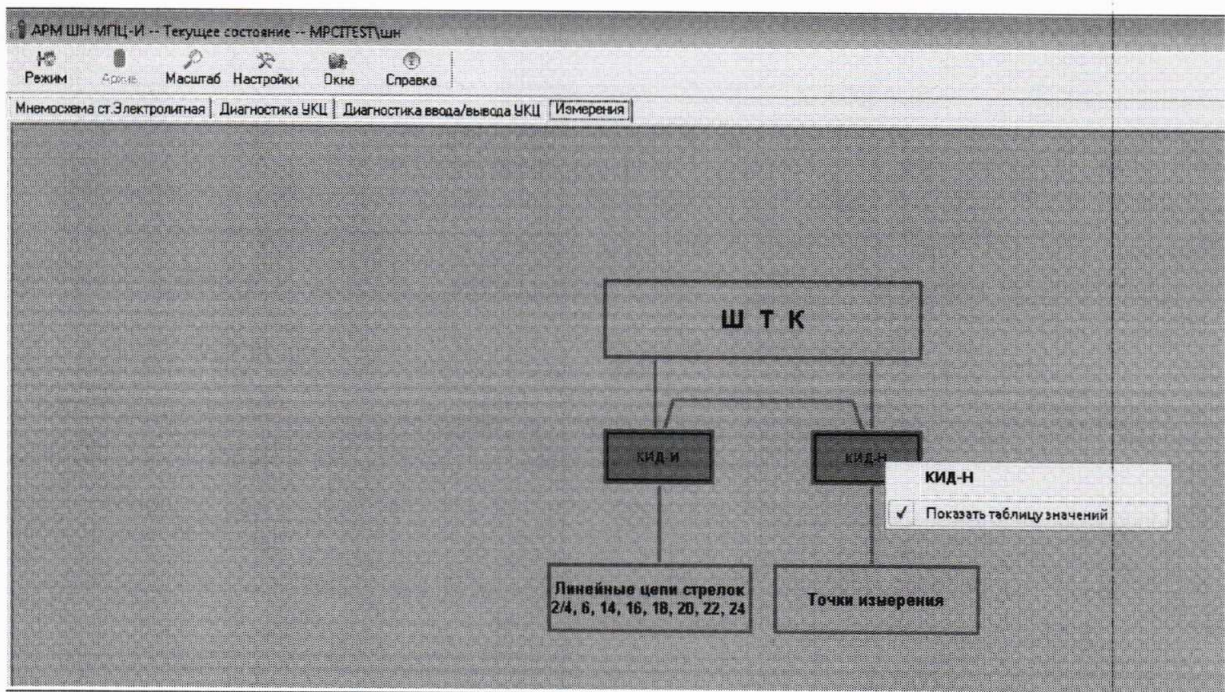 АРМ ШН МПЦ-И -- Текущее состояние -- MPCITEST\шн
Режим Архив Масштаб Настройки Окна Справка
Мнемосхема ст.Электролитная Диагностика УКЦ Диагностика ввода/вывода УКЦ Измерения
Ш Т К
КИД-И КИД-Н
КИД-Н
Показать таблицу значений
Линейные цепи стрелок
2/4, 6, 14, 16, 18, 20, 22, 24
Точки измерения